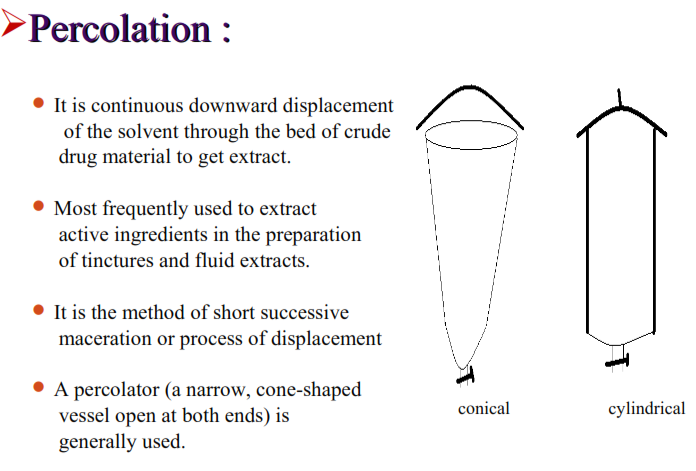 Percolation :
It is continuous downward displacement
of the solvent through the bed of crude
drug material to get extract.
Most frequently used to extract
active ingredients in the preparation
of tinctures and fluid extracts.
It is the method of short successive
maceration or process of displacement
A percolator (a narrow, cone-shaped
vessel open at both ends) is
generally used.
conical
cylindrical